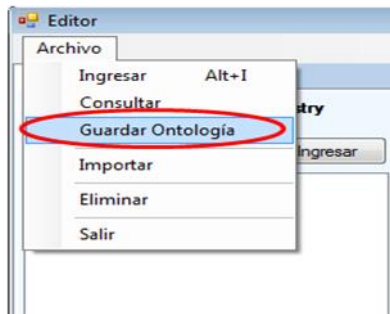 Editor
Archivo
Ingresar Alt+I
Consultar
stry
Guardar Ontología
Ingresar
Importar
Eliminar
Salir